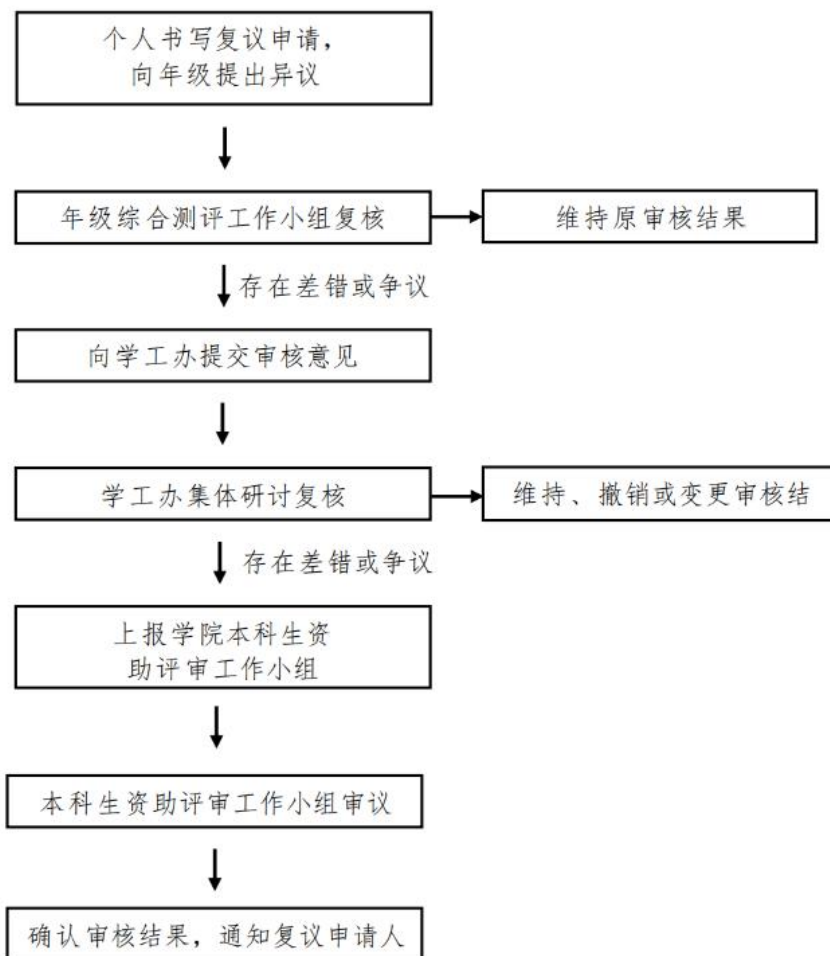 个人书写复议申请，
向年级提出异议
年级综合测评工作小组复核
维持原审核结果
存在差错或争议
向学工办提交审核意见
学工办集体研讨复核
维持、撤销或变更审核结
存在差错或争议
上报学院本科生资
助评审工作小组
本科生资助评审工作小组审议
确认审核结果，通知复议申请人